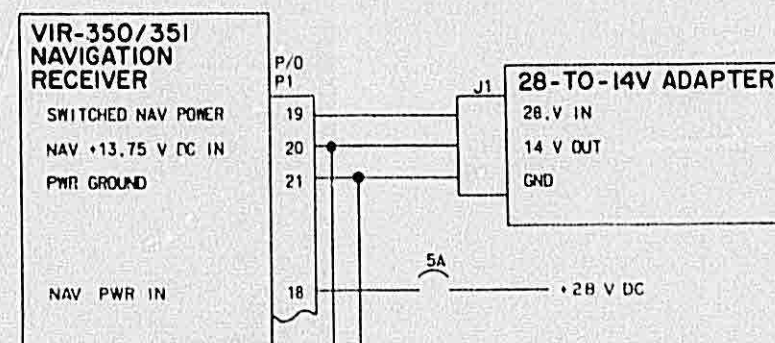 VIR-350/351
NAVIGATION
RECEIVER
P/O
P1
J1
28-TO-14V ADAPTER
SWITCHED NAV POWER
19
28.V IN
NAV +13.75 V DC IN
20
14 V OUT
PWR GROUND
21
GND
5A
NAV PWR IN
18
+28 V DC